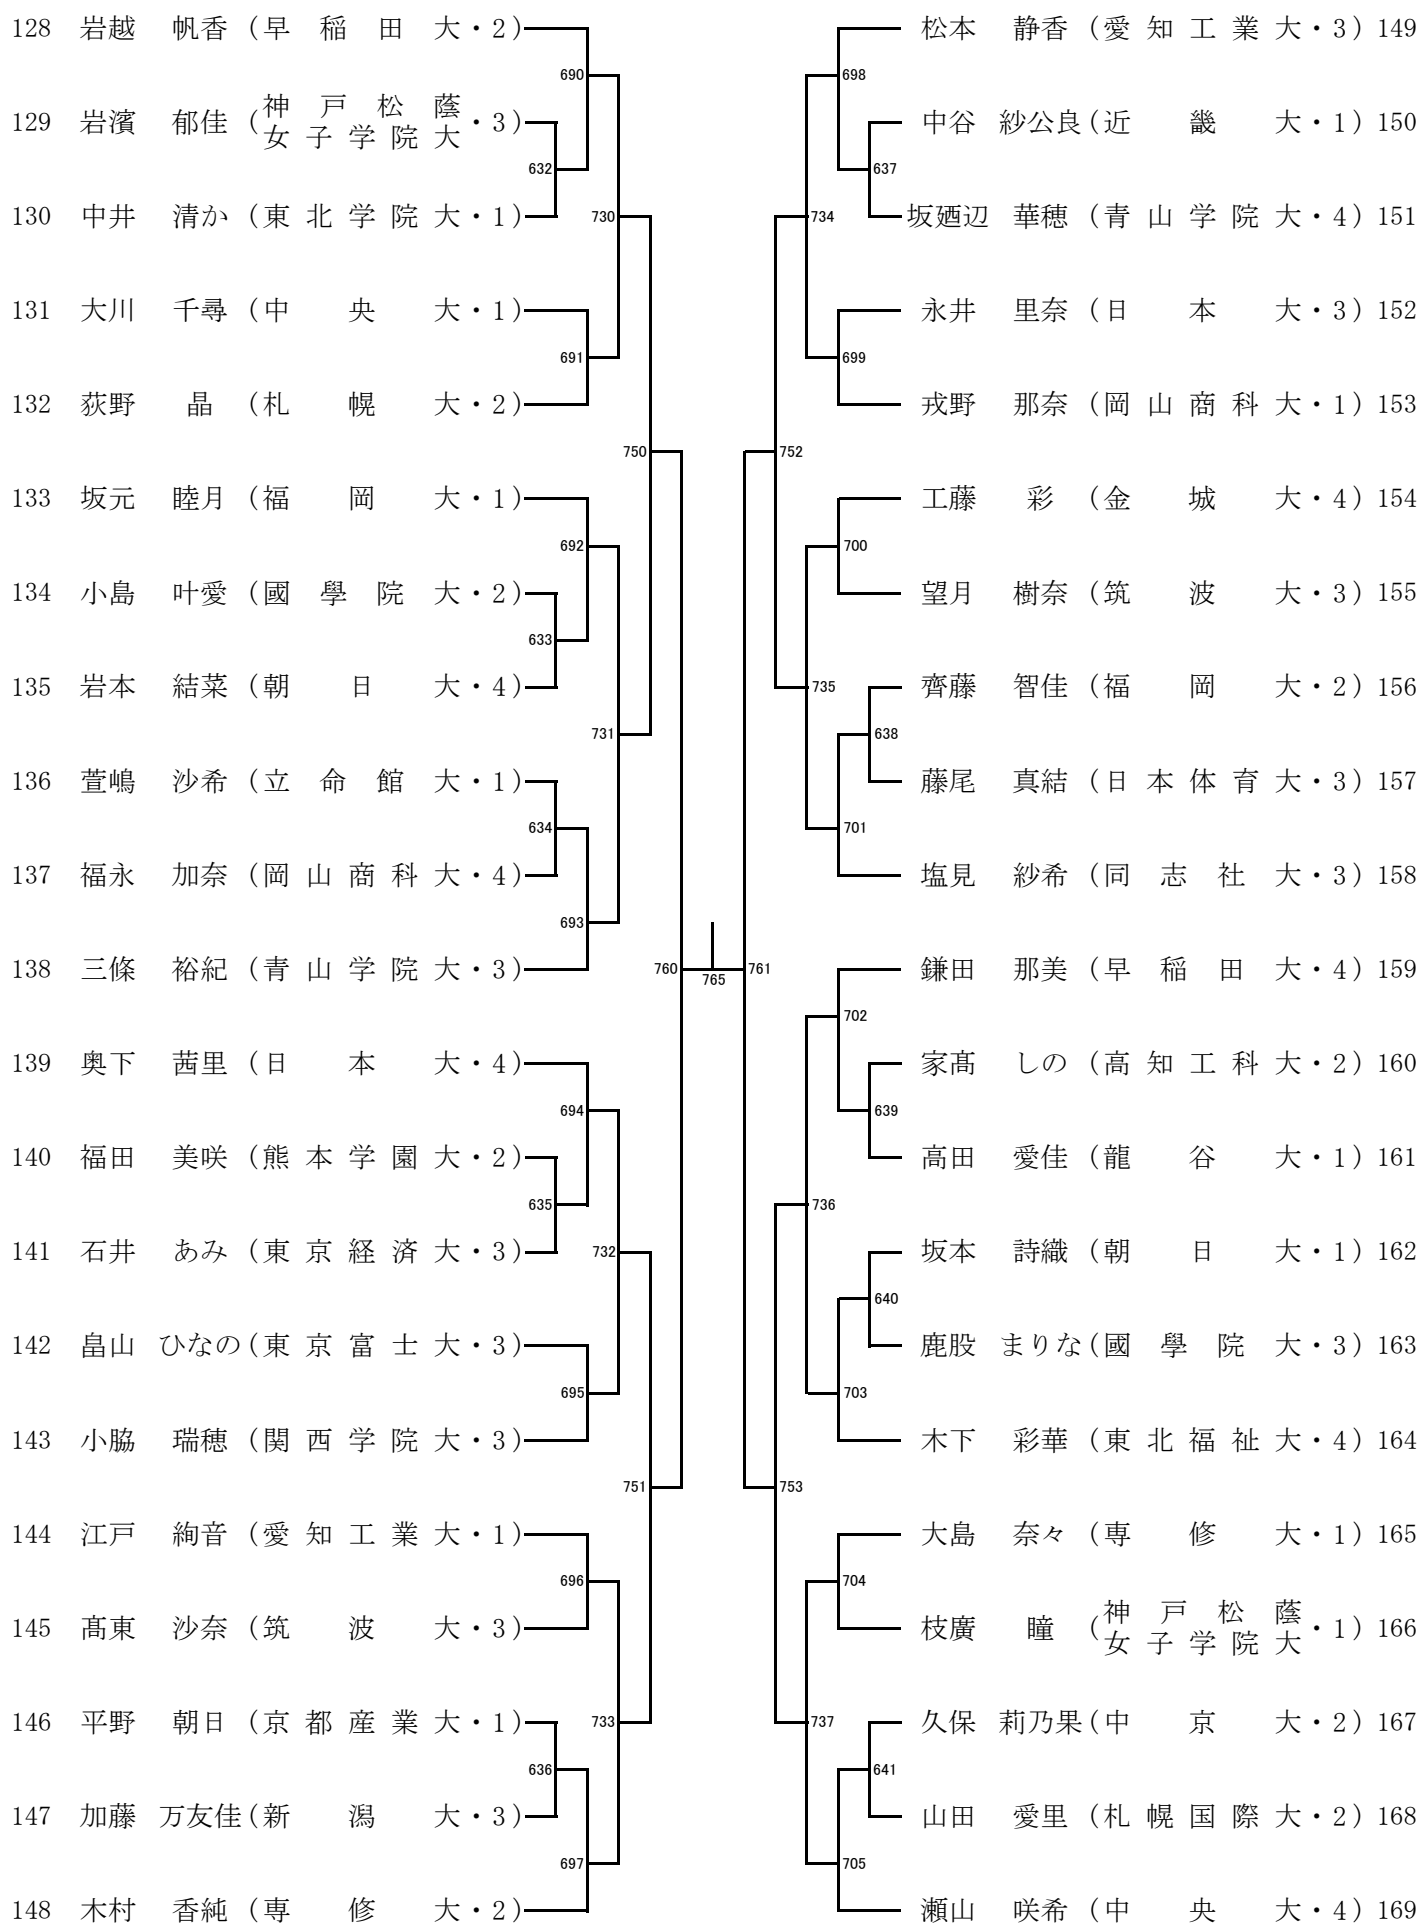 128 岩越 帆香 (早稲田大・2)
690
129 岩濱 郁佳 (神戸松蔭女子学院大・3)
632
130 中井 清か (東北学院大・1)
730
131 大川 千尋 (中央大・1)
691
132 荻野 晶 (札幌大・2)
750
133 坂元 睦月 (福岡大・1)
692
134 小島 叶愛 (國學院大・2)
633
135 岩本 結菜 (朝日大・4)
731
136 萱嶋 沙希 (立命館大・1)
634
137 福永 加奈 (岡山商科大・4)
693
138 三條 裕紀 (青山学院大・3)
760
765
139 奥下 茜里 (日本大・4)
694
140 福田 美咲 (熊本学園大・2)
635
141 石井 あみ (東京経済大・3)
732
142 畠山 ひなの (東京富士大・3)
695
143 小脇 瑞穂 (関西学院大・3)
751
144 江戸 絢音 (愛知工業大・1)
696
145 髙東 沙奈 (筑波大・3)
146 平野 朝日 (京都産業大・1)
733
636
147 加藤 万友佳 (新潟大・3)
697
148 木村 香純 (専修大・2)
松本 静香 (愛知工業大・3) 149
698
中谷 紗公良 (近畿大・1) 150
637
坂廼辺 華穂 (青山学院大・4) 151
734
永井 里奈 (日本大・3) 152
699
戎野 那奈 (岡山商科大・1) 153
752
工藤 彩 (金城大・4) 154
700
望月 樹奈 (筑波大・3) 155
735
齊藤 智佳 (福岡大・2) 156
638
藤尾 真結 (日本体育大・3) 157
701
塩見 紗希 (同志社大・3) 158
761
鎌田 那美 (早稲田大・4) 159
702
家髙 しの (高知工科大・2) 160
639
高田 愛佳 (龍谷大・1) 161
736
坂本 詩織 (朝日大・1) 162
640
鹿股 まりな (國學院大・3) 163
703
木下 彩華 (東北福祉大・4) 164
753
大島 奈々 (専修大・1) 165
704
枝廣 瞳 (神戸松蔭女子学院大・1) 166
737
久保 莉乃果 (中京大・2) 167
641
山田 愛里 (札幌国際大・2) 168
705
瀬山 咲希 (中央大・4) 169